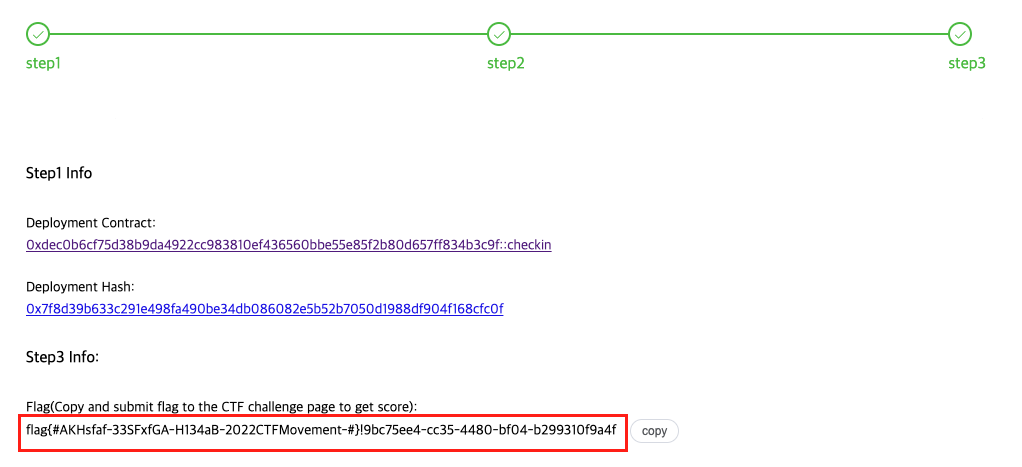 step1
step2
step3
Step1 Info
Deployment Contract:
0xdec0b6cf75d38b9da4922cc983810ef436560bbe55e85f2b80d657ff834b3c9f::checkin
Deployment Hash:
0x7f8d39b633c291e498fa490be34db086082e5b52b7050d1988df904f168cfc0f
Step3 Info:
Flag(Copy and submit flag to the CTF challenge page to get score):
flag{#AKHsfaf-33SFxfGA-H134aB-2022CTFMovement-#}!9bc75ee4-cc35-4480-bf04-b299310f9a4f
copy